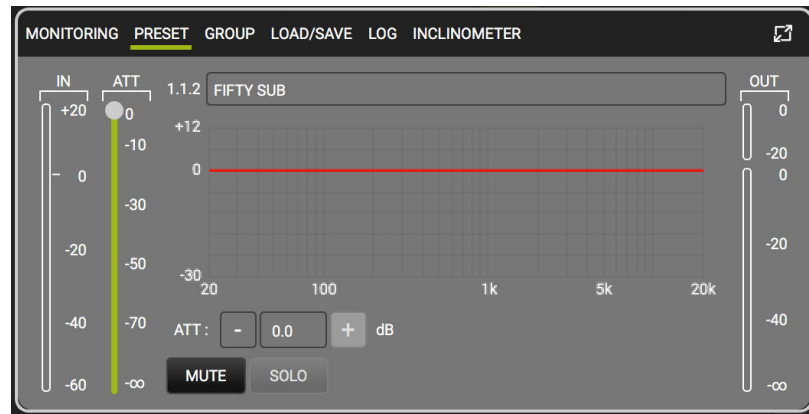 MONITORING PRESET GROUP LOAD/SAVE LOG INCLINOMETER
IN ATT 1.1.2 FIFTY SUB OUT
+20 0 +12 0
-10 -20
0 0 0
-30
-20 -50 -20
-30
20 100 1k 5k 20k
-40 -70 ATT : - 0.0 + dB -40
-60 -∞ MUTE SOLO -∞